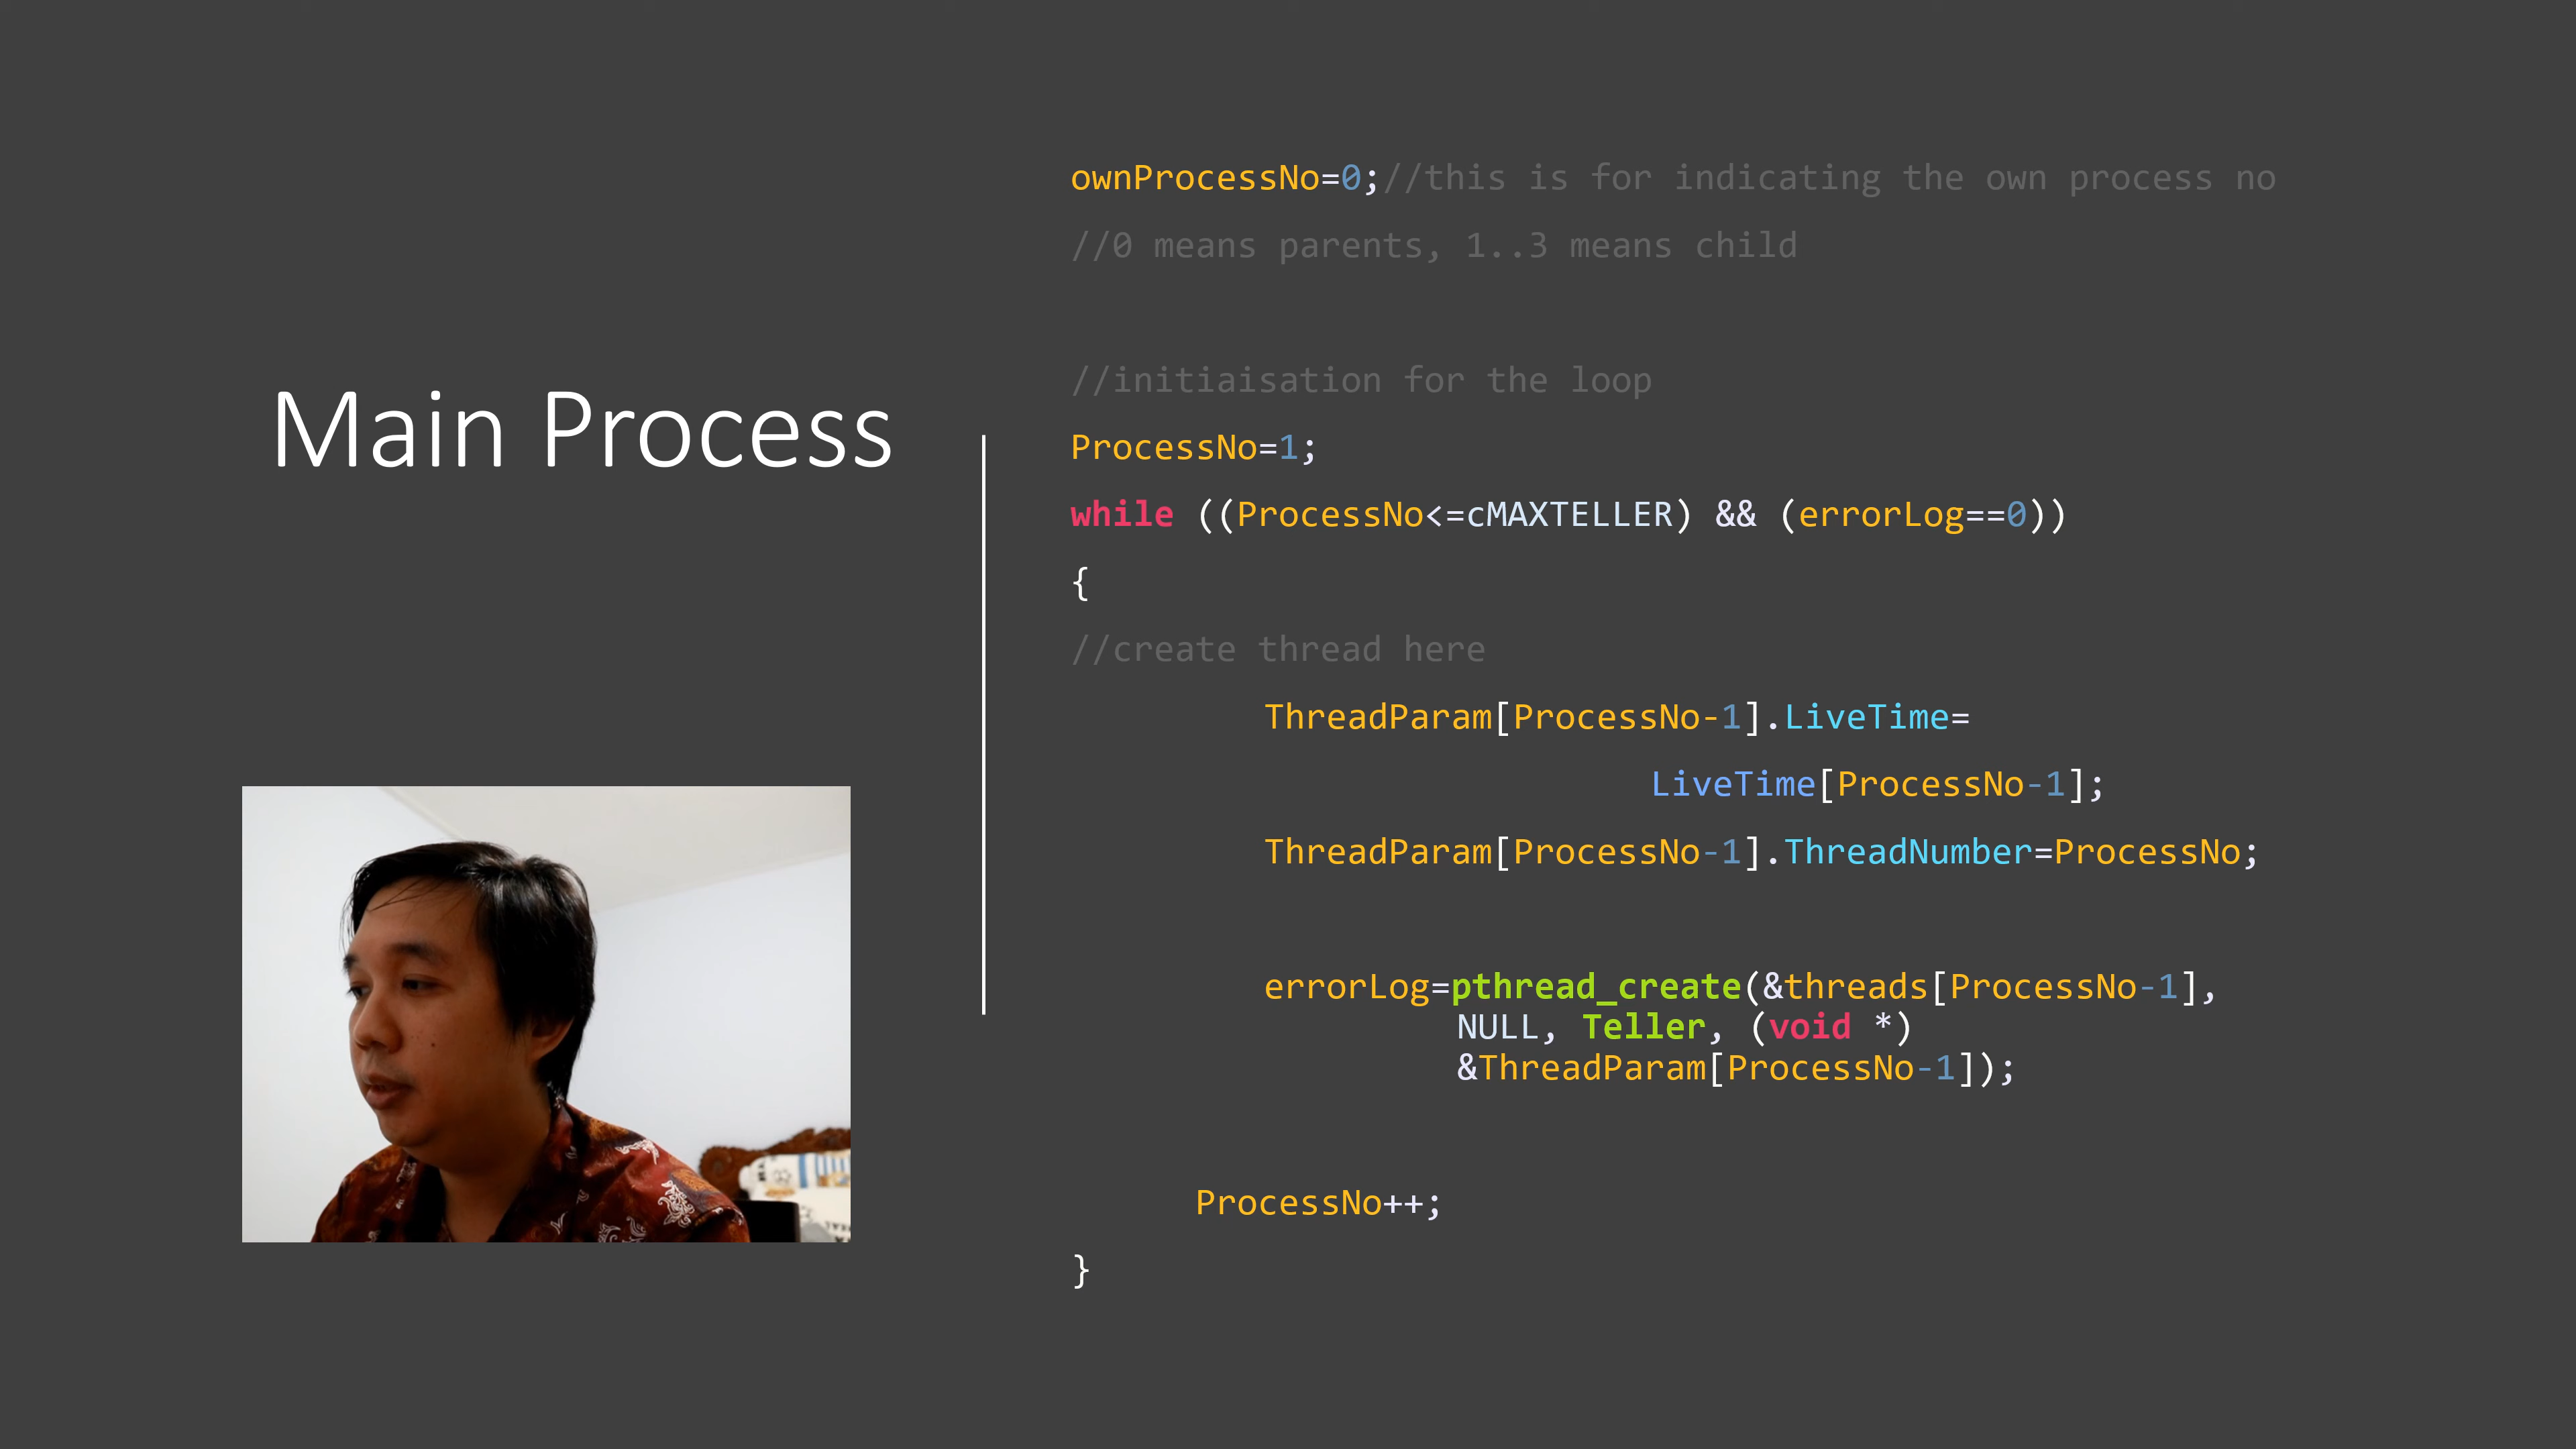 Main Process
ownProcessNo=0;//this is for indicating the own process no
//0 means parents, 1..3 means child
//initiaisation for the loop
ProcessNo=1;
while ((ProcessNo<=cMAXTELLER) && (errorLog==0))
{
//create thread here
ThreadParam[ProcessNo-1].LiveTime=
LiveTime[ProcessNo-1];
ThreadParam[ProcessNo-1].ThreadNumber=ProcessNo;
errorLog=pthread_create(&threads[ProcessNo-1],
NULL, Teller, (void *)
&ThreadParam[ProcessNo-1]);
ProcessNo++;
}